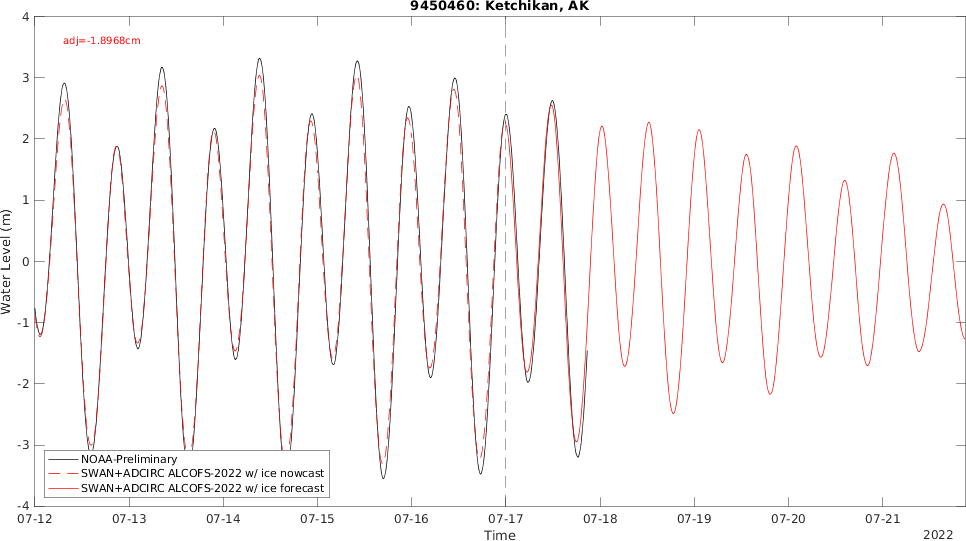 9450460: Ketchikan, AK
adj=-1.8968cm
4
3
2
1
0
-1
-2
-3
-4
Water Level (m)
NOAA-Preliminary
SWAN+ADCIRC ALCOFS-2022 w/ ice nowcast
SWAN+ADCIRC ALCOFS-2022 w/ ice forecast
07-12 07-13 07-14 07-15 07-16 07-17 07-18 07-19 07-20 07-21
Time
2022